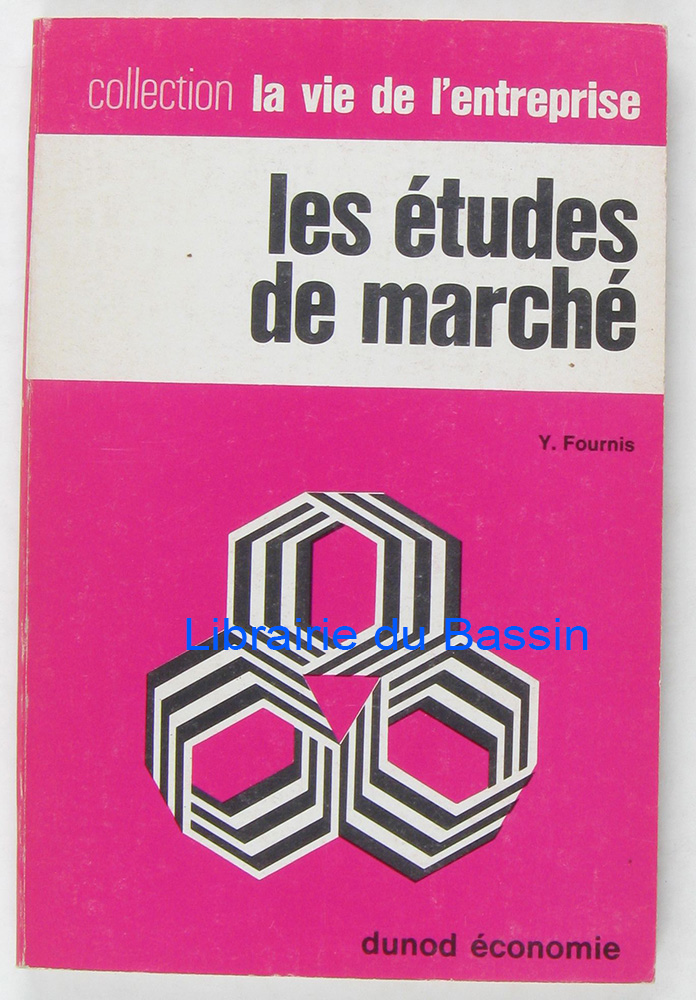 collection la vie de l'entreprise
les études
de marché
Y. Fournis
Librairie du Bassin
dunod économie